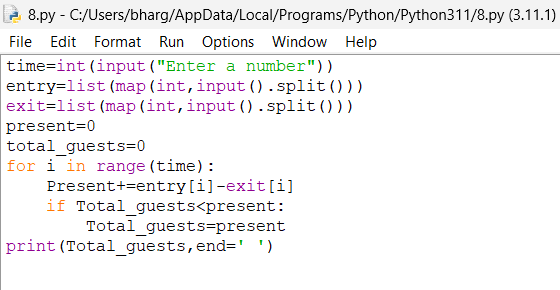 8.py - C:/Users/bharg/AppData/Local/Programs/Python/Python311/8.py (3.11.1)
File Edit Format Run Options Window Help
time=int(input("Enter a number"))
entry=list(map(int,input().split()))
exit=list(map(int,input().split()))
present=0
total_guests=0
for i in range(time):
    Present+=entry[i]-exit[i]
    if Total_guests<present:
        Total_guests=present
print(Total_guests,end=' ')